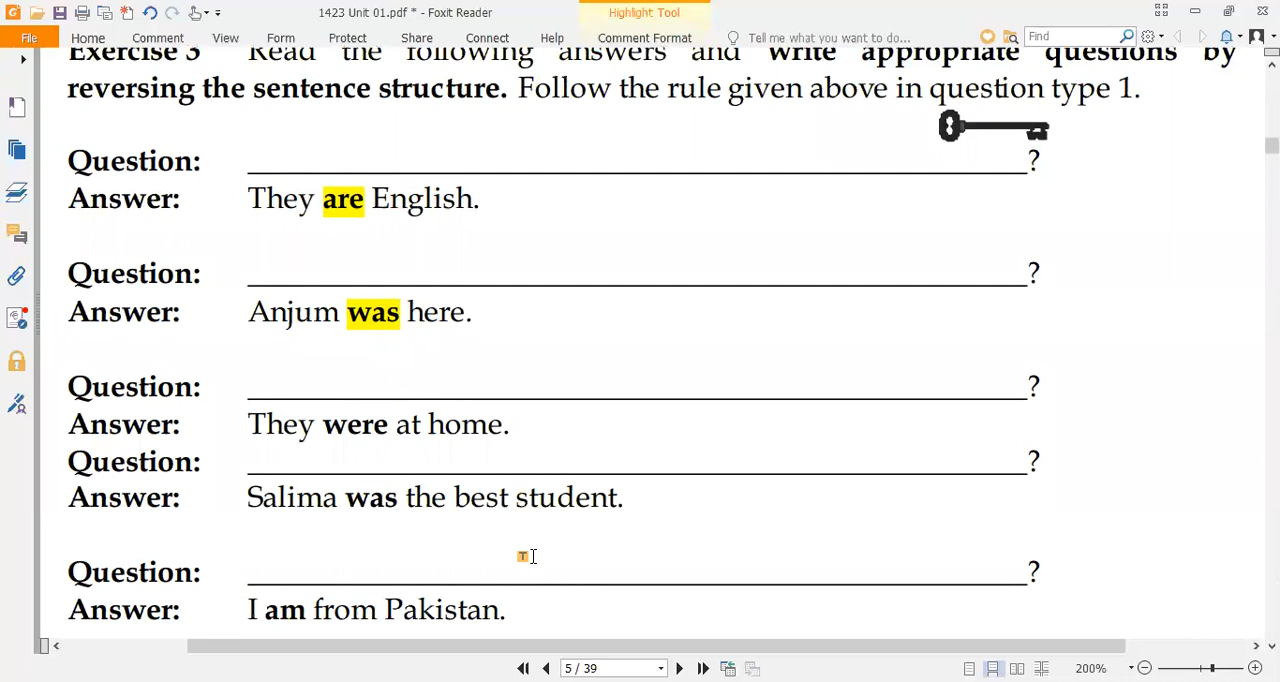 1423 Unit 01.pdf * - Foxit Reader
Highlight Tool
File Home Comment View Form Protect Share Connect Help Comment Format Tell me what you want to do... Find
Exercise 3 Read the following answers and write appropriate questions by
reversing the sentence structure. Follow the rule given above in question type 1.
Question: ?
Answer: They are English.
Question: ?
Answer: Anjum was here.
Question: ?
Answer: They were at home.
Question: ?
Answer: Salima was the best student.
Question: ?
Answer: I am from Pakistan.
5 / 39
200%